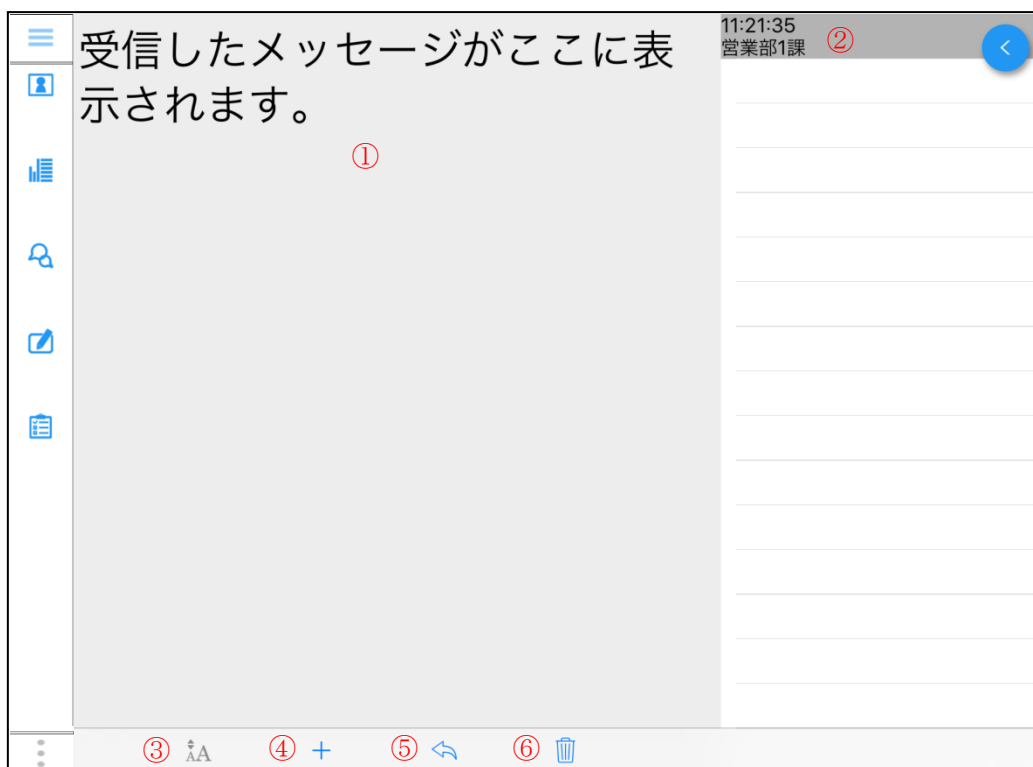 受信したメッセージがここに表
示されます。
①
11:21:35
営業部1課 ②
③ AA ④ + ⑤ ⑥